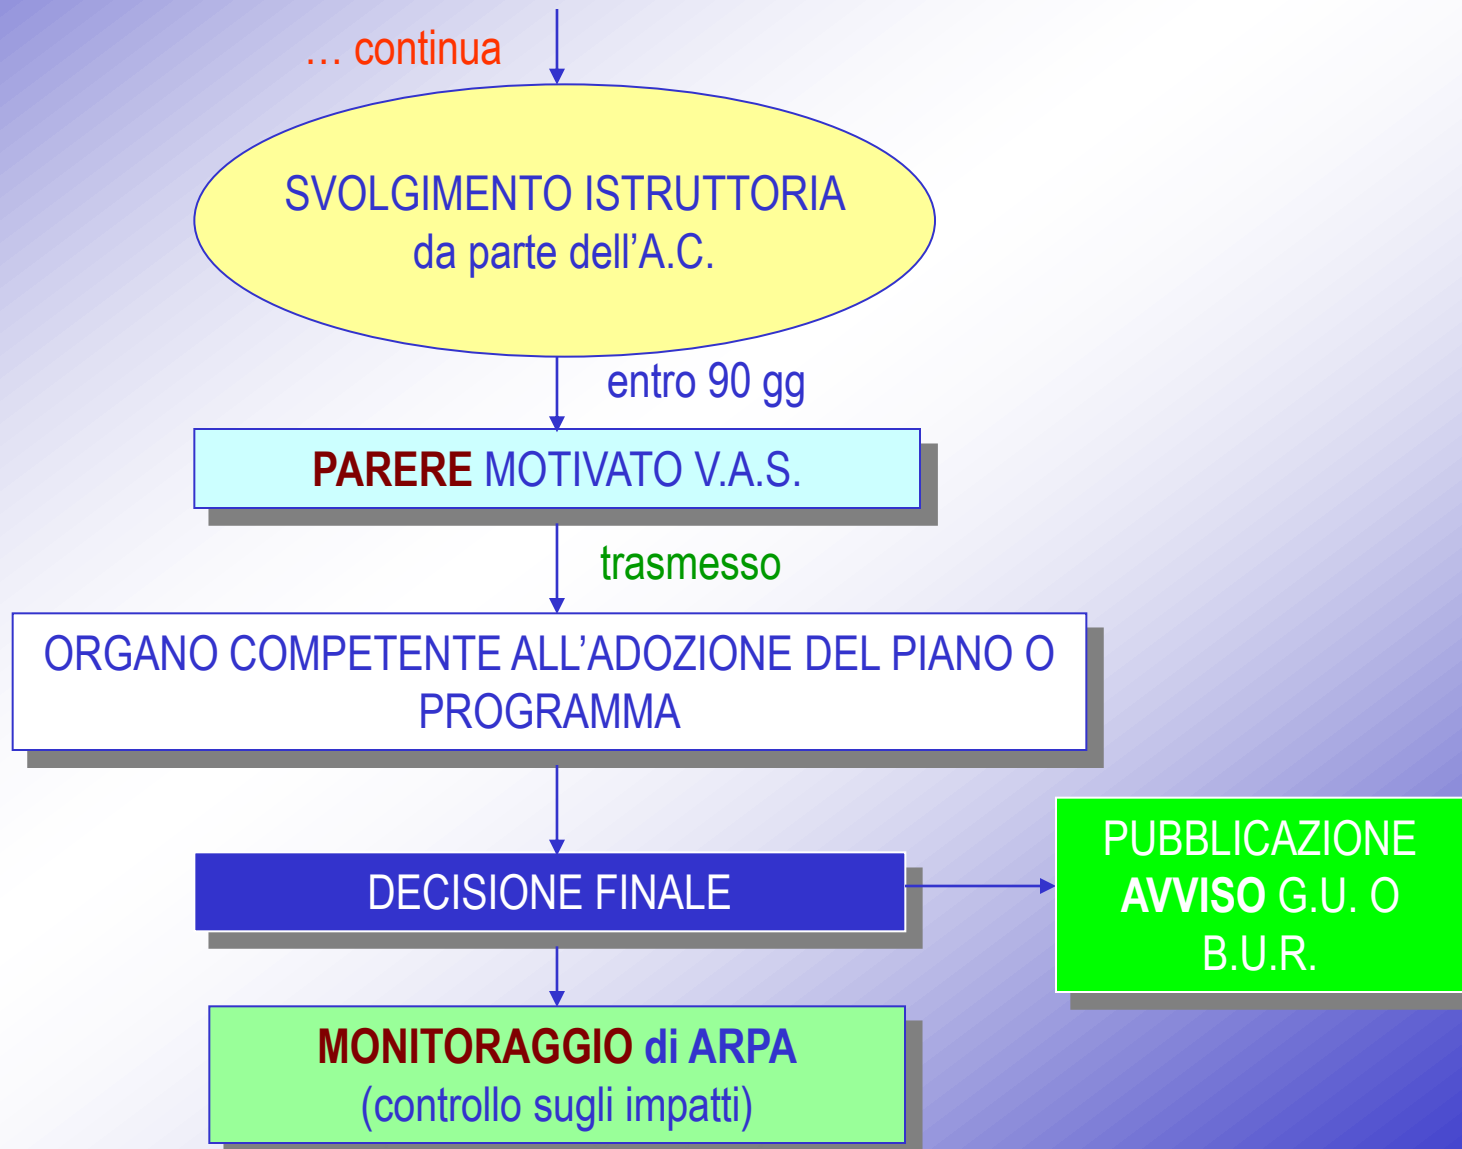 … continua
SVOLGIMENTO ISTRUTTORIA
da parte dell’A.C.
entro 90 gg
PARERE MOTIVATO V.A.S.
trasmesso
ORGANO COMPETENTE ALL’ADOZIONE DEL PIANO O
PROGRAMMA
DECISIONE FINALE
PUBBLICAZIONE
AVVISO G.U. O
B.U.R.
MONITORAGGIO di ARPA
(controllo sugli impatti)